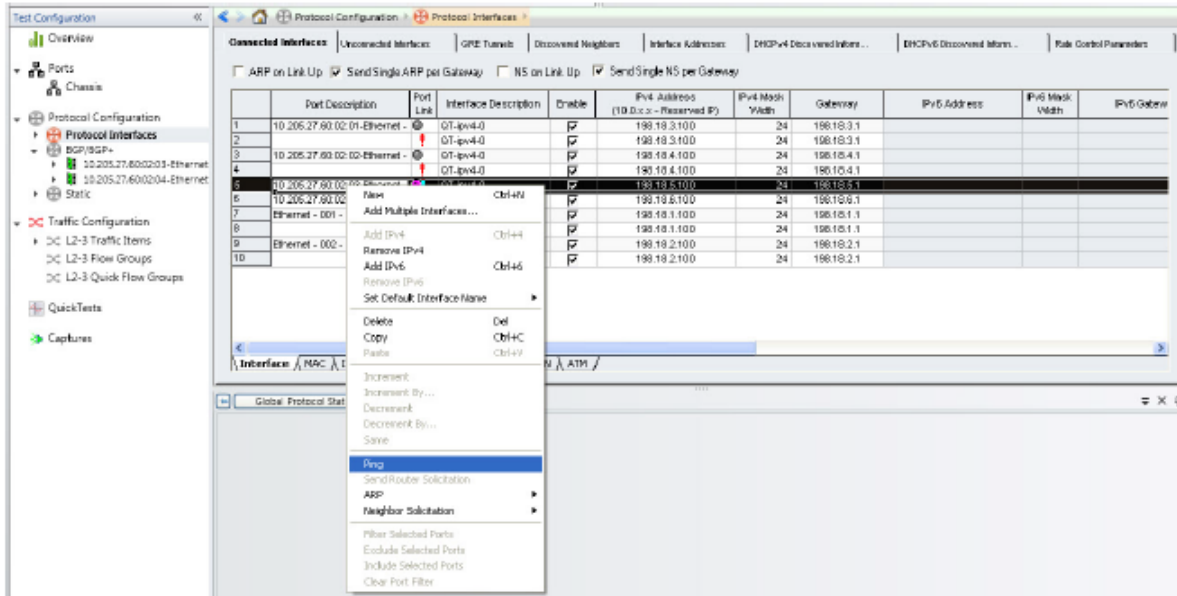 Test Configuration
Overview
Ports
Chassis
Protocol Configuration
Protocol Interfaces
BGP/BGP+
10.205.27.60:02:03-Ethernet
10.205.27.60:02:04-Ethernet
Static
Traffic Configuration
L2-3 Traffic Items
L2-3 Flow Groups
L2-3 Quick Flow Groups
QuickTests
Captures
Protocol Configuration Protocol Interfaces
Connected Interfaces Unconnected Interfaces GRE Tunnels Discovered Neighbors Interface Addresses DHCPv4 Discovered Inform... DHCPv6 Discovered Inform... Rate Control Parameters
ARP on Link Up Send Single ARP per Gateway NS on Link Up Send Single NS per Gateway
Port Description Port Link Interface Description Enable IPv4 Address (10.0.x.x - Reserved IP) IPv4 Mask Width Gateway IPv6 Address IPv6 Mask Width IPv6 Gatew
1 10.205.27.60:02:01-Ethernet - QT-ipv4-0 198.18.3.100 24 198.18.3.1
2 QT-ipv4-0 198.18.3.100 24 198.18.3.1
3 10.205.27.60:02:02-Ethernet - QT-ipv4-0 198.18.4.100 24 198.18.4.1
4 QT-ipv4-0 198.18.4.100 24 198.18.4.1
5 10.205.27.60:02:03-Ethernet - QT-ipv4-0 198.18.5.100 24 198.18.5.1
6 10.205.27.60:02 198.18.6.100 24 198.18.6.1
7 Ethernet - 001 - 198.18.1.100 24 198.18.1.1
8 198.18.1.100 24 198.18.1.1
9 Ethernet - 002 - 198.18.2.100 24 198.18.2.1
10 198.18.2.100 24 198.18.2.1
New Ctrl+N
Add Multiple Interfaces...
Add IPv4 Ctrl+4
Remove IPv4
Add IPv6 Ctrl+6
Remove IPv6
Set Default Interface Name
Delete Del
Copy Ctrl+C
Paste Ctrl+V
Increment
Increment By...
Decrement
Decrement By...
Same
Ping
Send Router Solicitation
ARP
Neighbor Solicitation
Filter Selected Ports
Exclude Selected Ports
Include Selected Ports
Clear Port Filter
Interface MAC ATM
Global Protocol Stat